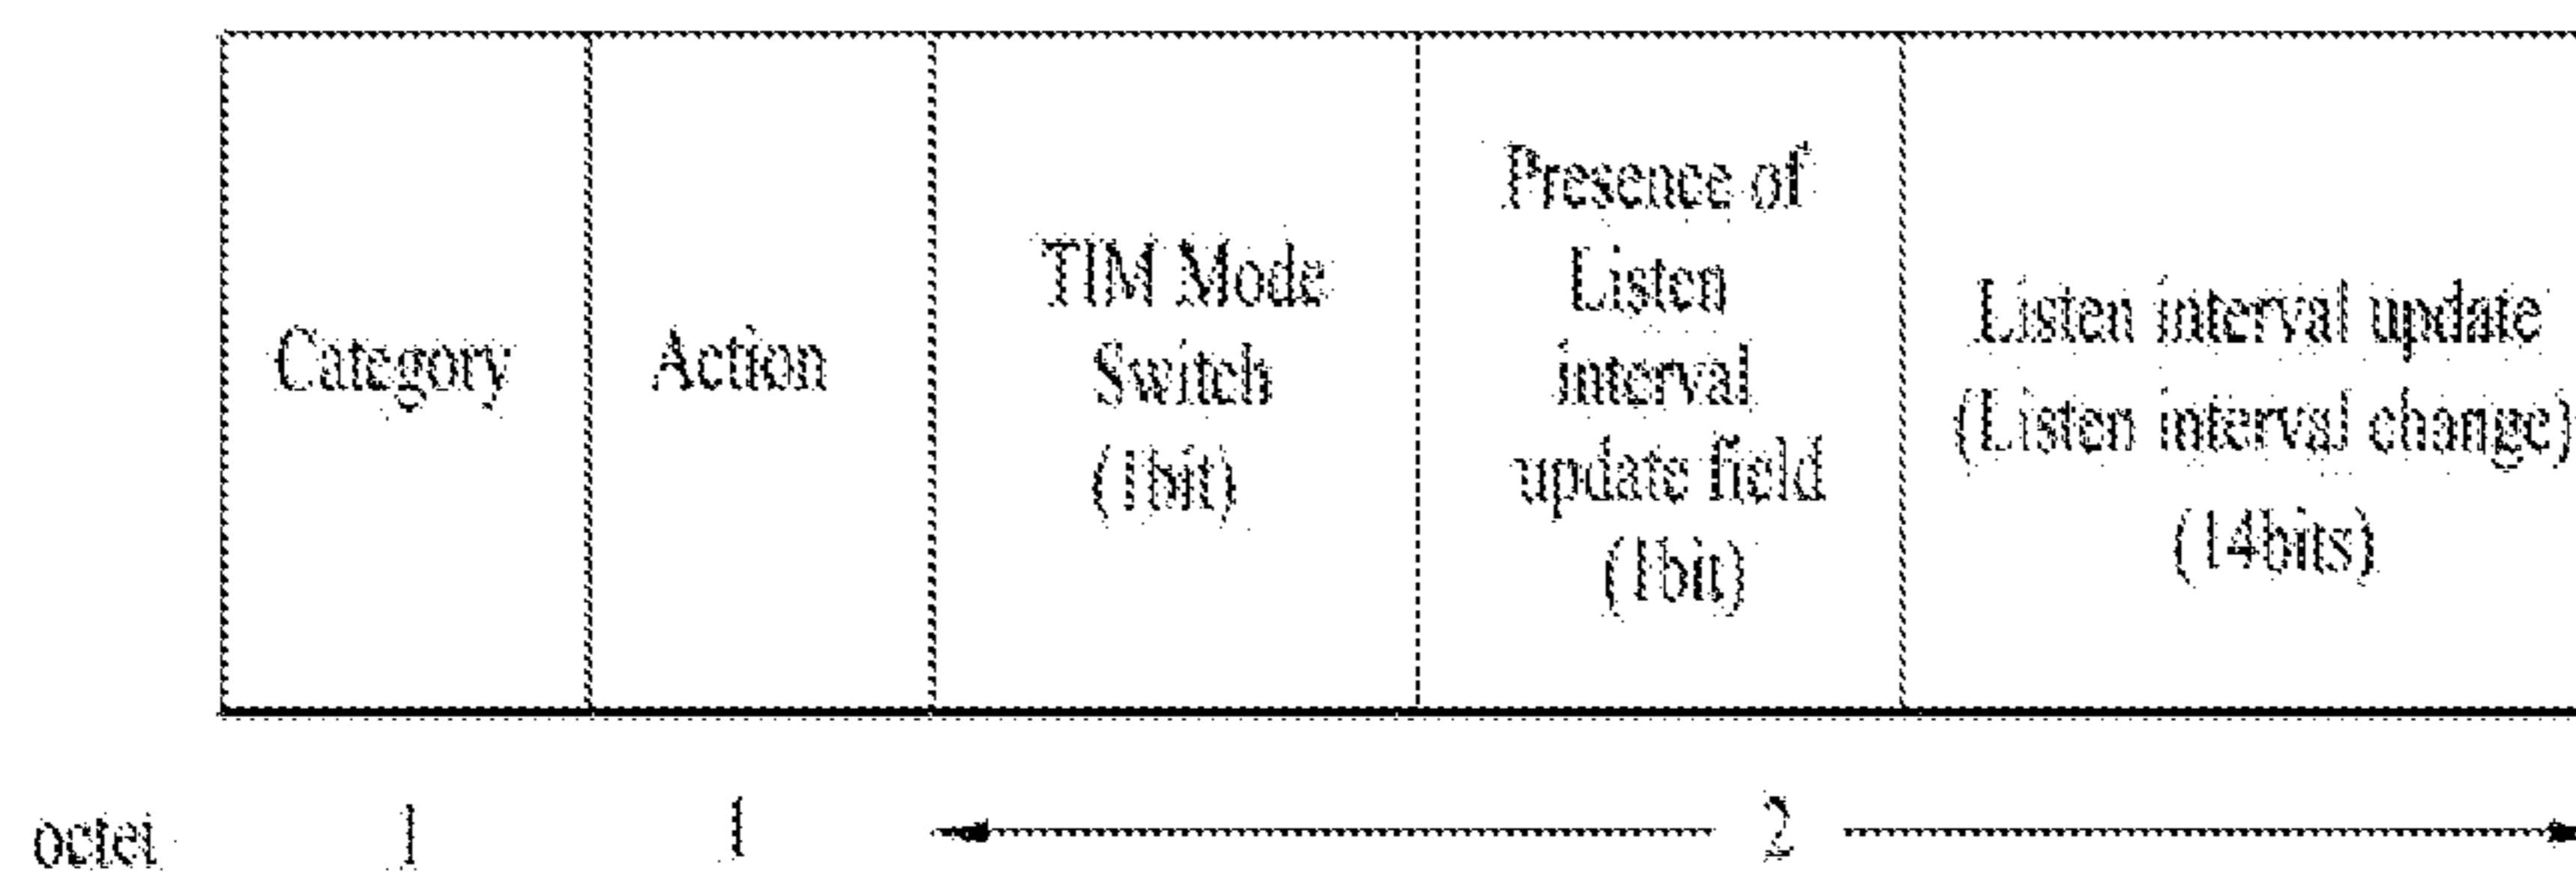 Category
Action
TIM Mode
Switch
(1bit)
Presence of
Listen
interval
update field
(1bit)
Listen interval update
(Listen interval change)
(14bits)
octet 1 1 2